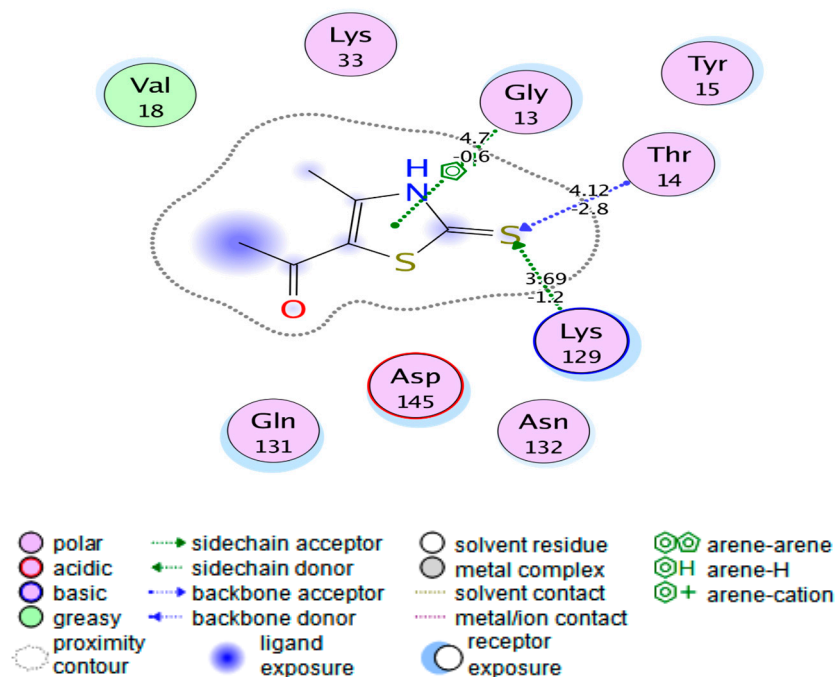 Lys
33
Val
18
Gly
13
Tyr
15
Thr
14
4.7
-0.6
H
N
4.12
-2.8
S
S
O
3.69
-1.2
Lys
129
Asp
145
Gln
131
Asn
132
polar sidechain acceptor solvent residue arene-arene
acidic sidechain donor metal complex H arene-H
basic backbone acceptor solvent contact + arene-cation
greasy backbone donor metal/ion contact
proximity ligand receptor
contour exposure exposure